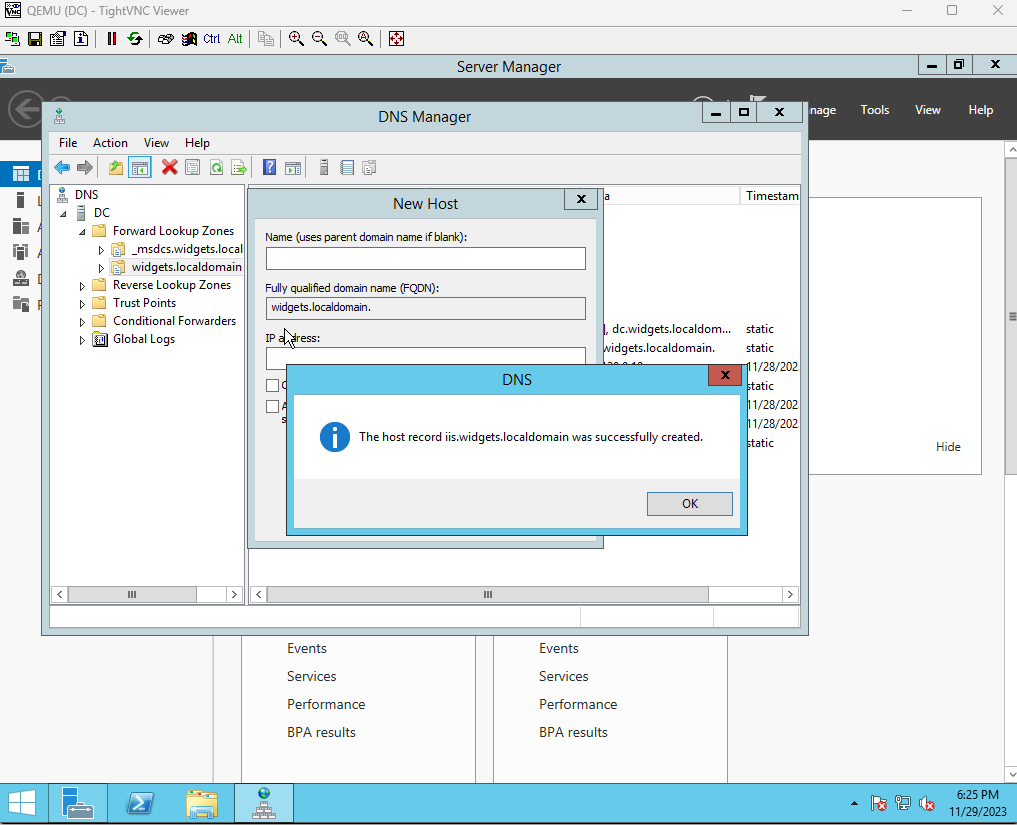 QEMU (DC) - TightVNC Viewer
Ctrl Alt
Server Manager
Tools View Help
DNS Manager
File Action View Help
DNS
DC
Forward Lookup Zones
_msdcs.widgets.local
widgets.localdomain
Reverse Lookup Zones
Trust Points
Conditional Forwarders
Global Logs
Timestam
dc.widgets.localdom... static
widgets.localdomain. static
11/28/202
static
11/28/202
11/28/202
static
New Host
Name (uses parent domain name if blank):
Fully qualified domain name (FQDN):
widgets.localdomain.
IP address:
DNS
The host record iis.widgets.localdomain was successfully created.
OK
Hide
Events Events
Services Services
Performance Performance
BPA results BPA results
6:25 PM
11/29/2023